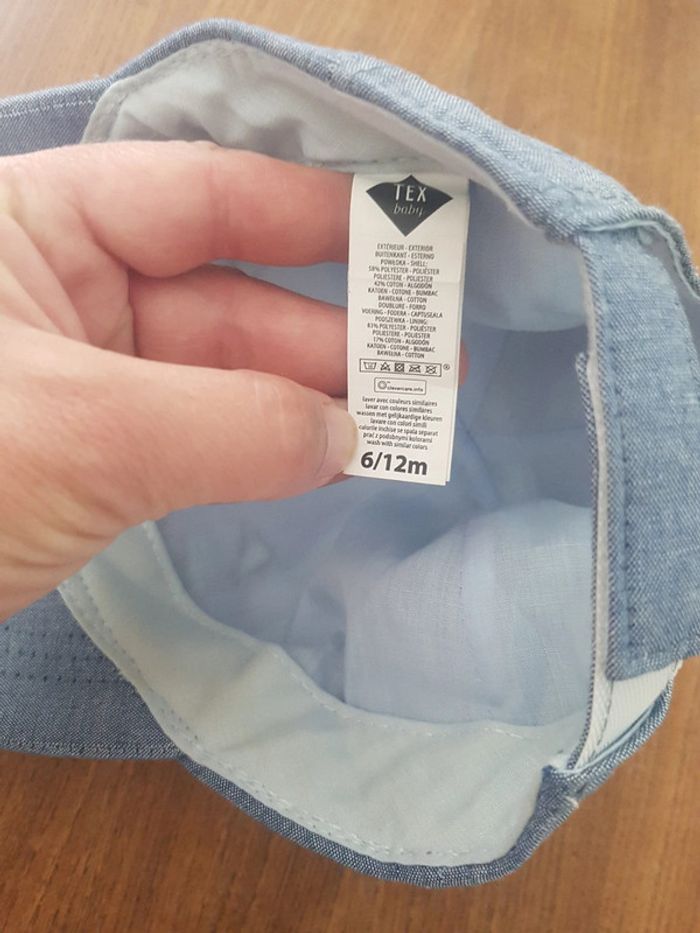 TEX
baby
EXTÉRIEUR - EXTERIOR
BUITENKANT - ESTERNO
POWŁOKA - SHELL:
58% POLYESTER - POLIÉSTER
POLIESTERE - POLIESTER
42% COTON - ALGODÓN
KATOEN - COTONE - BUMBAC
BAWEŁNA - COTTON
DOUBLURE - FORRO
VOERING - FODERA - CAPTUSEALA
PODSZEWKA - LINING:
83% POLYESTER - POLIÉSTER
POLIESTERE - POLIESTER
17% COTON - ALGODÓN
KATOEN - COTONE - BUMBAC
BAWEŁNA - COTTON
®
clevercare.info
laver avec couleurs similaires
lavar con colores similares
wassen met gelijkaardige kleuren
lavare con colori simili
culorile inchise se spala separat
prać z podobnymi kolorami
wash with similar colors
6/12m